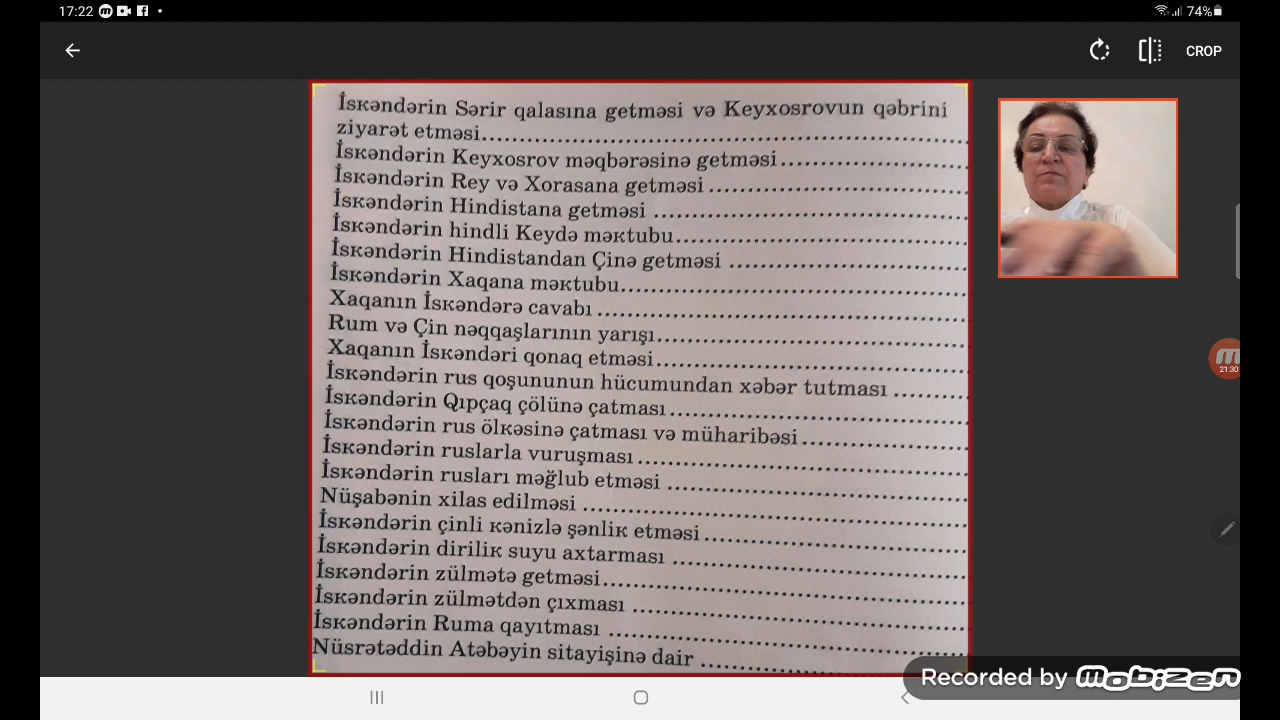 17:22
74%
CROP
İskəndərin Sərir qalasına getməsi və Keyxosrovun qəbrini
ziyarət etməsi
İskəndərin Keyxosrov məqbərəsinə getməsi
İskəndərin Rey və Xorasana getməsi
İskəndərin Hindistana getməsi
İskəndərin hindli Keydə məktubu
İskəndərin Hindistandan Çinə getməsi
İskəndərin Xaqana məktubu
Xaqanın İskəndərə cavabı
Rum və Çin nəqqaşlarının yarışı
Xaqanın İskəndəri qonaq etməsi
İskəndərin rus qoşununun hücumundan xəbər tutması
İskəndərin Qıpçaq çölünə çatması
İskəndərin rus ölkəsinə çatması və müharibəsi
İskəndərin ruslarla vuruşması
İskəndərin rusları məğlub etməsi
Nüşabənin xilas edilməsi
İskəndərin çinli kənizlə şənlik etməsi
İskəndərin dirilik suyu axtarması
İskəndərin zülmətə getməsi
İskəndərin zülmətdən çıxması
İskəndərin Ruma qayıtması
Nüsrətəddin Atəbəyin sitayişinə dair
21:30
Recorded by mobizen